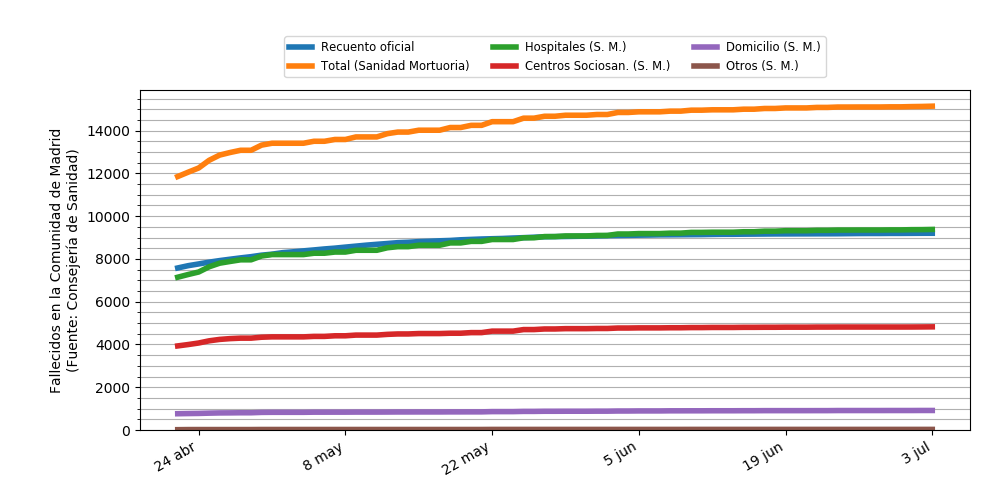 Recuento oficial
Total (Sanidad Mortuoria)
Hospitales (S. M.)
Centros Sociosan. (S. M.)
Domicilio (S. M.)
Otros (S. M.)
Fallecidos en la Comunidad de Madrid
(Fuente: Consejería de Sanidad)
14000
12000
10000
8000
6000
4000
2000
0
24 abr
8 may
22 may
5 jun
19 jun
3 jul